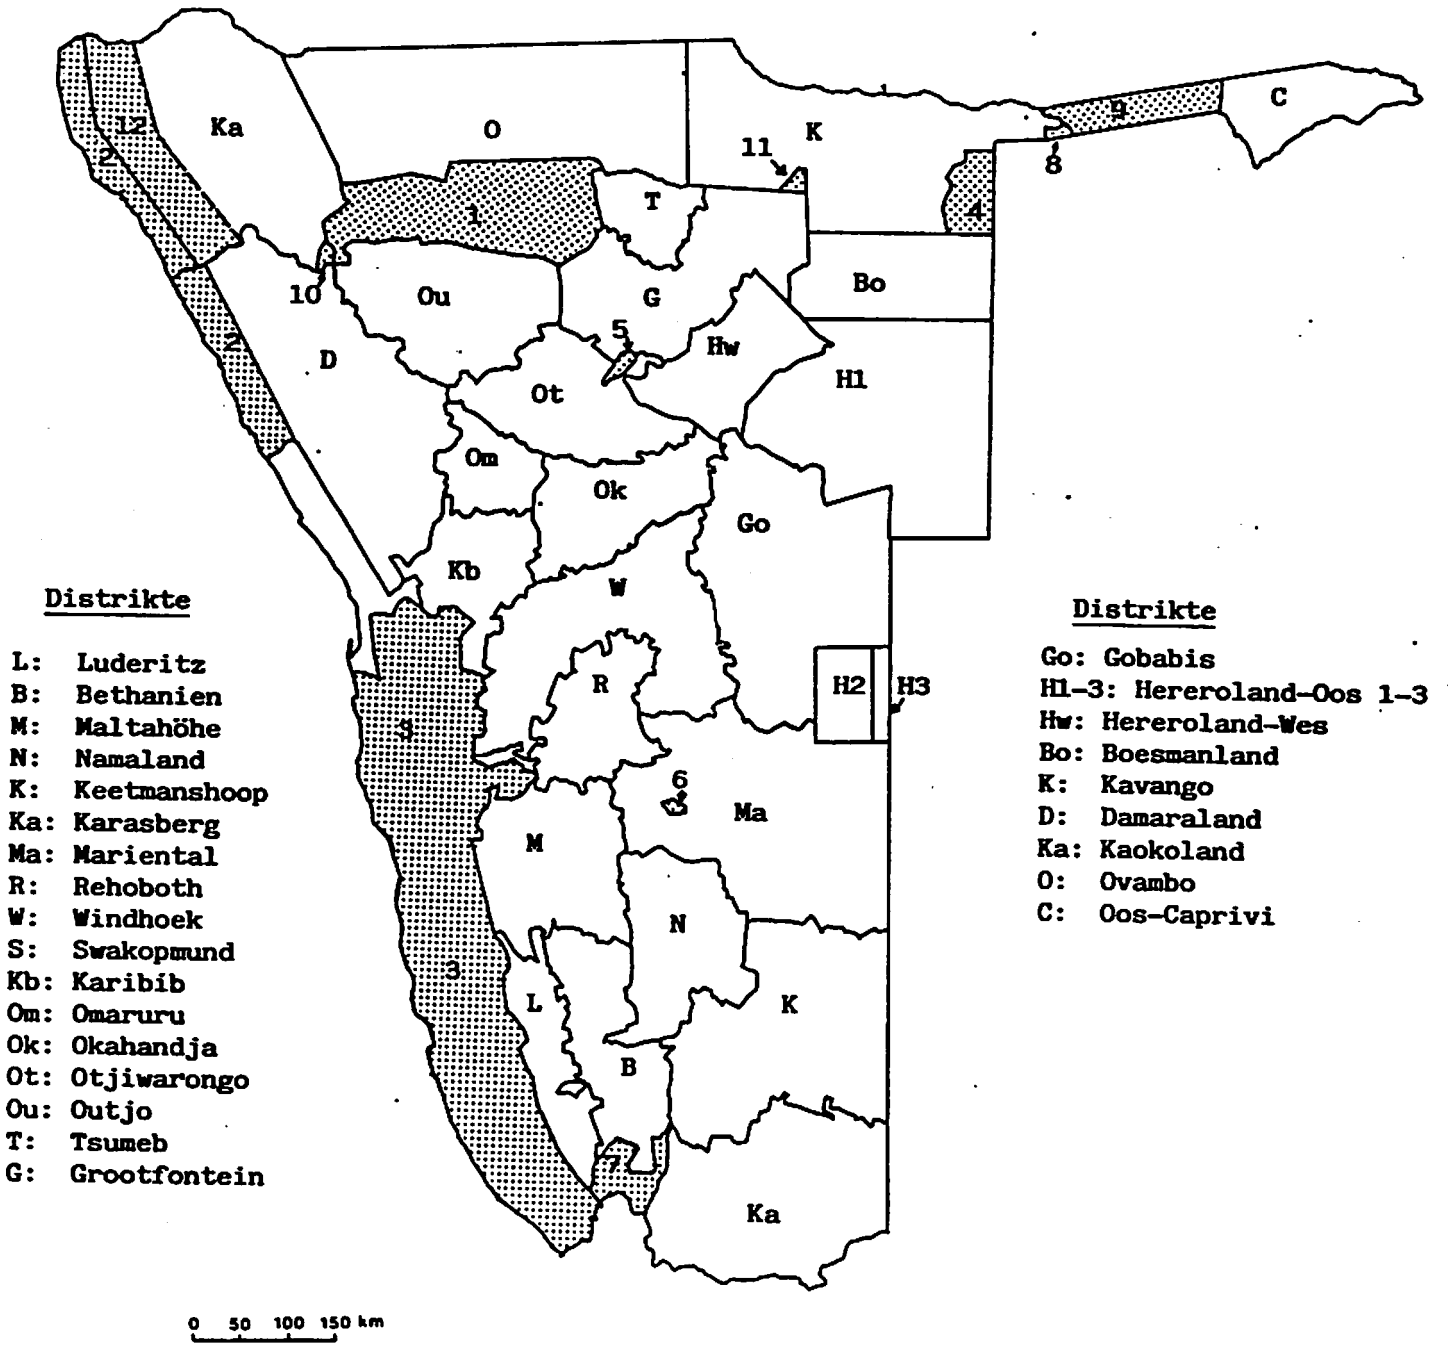 Ka
O
K
C
12
2
9
8
11
T
1
4
10
Ou
G
Bo
5
2
D
Hw
Ot
H1
Om
Ok
Go
Kb
W
R
H2
H3
3
6
Ma
M
N
3
L
K
B
7
Ka
Distrikte
L: Luderitz
B: Bethanien
M: Maltahöhe
N: Namaland
K: Keetmanshoop
Ka: Karasberg
Ma: Mariental
R: Rehoboth
W: Windhoek
S: Swakopmund
Kb: Karibib
Om: Omaruru
Ok: Okahandja
Ot: Otjiwarongo
Ou: Outjo
T: Tsumeb
G: Grootfontein
Distrikte
Go: Gobabis
H1-3: Hereroland-Oos 1-3
Hw: Hereroland-Wes
Bo: Boesmanland
K: Kavango
D: Damaraland
Ka: Kaokoland
O: Ovambo
C: Oos-Caprivi
0 50 100 150 km